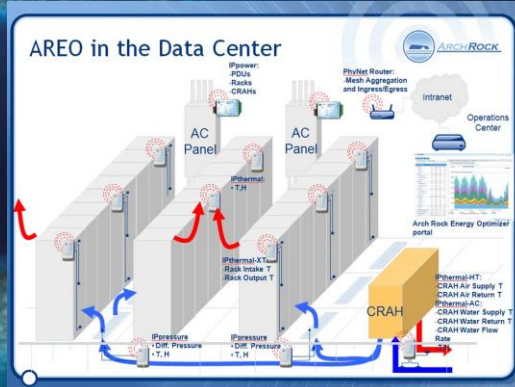 AREO in the Data Center
ARCHROCK
IPpower:
-PDUs
-Racks
-CRAHs
PhyNet Router:
-Mesh Aggregation
and Ingress/Egress
Intranet
Operations
Center
AC
Panel
AC
Panel
IPthermal:
• T,H
Arch Rock Energy Optimizer
portal
IPthermal-XT:
-Rack Intake T
-Rack Output T
IPthermal-HT:
-CRAH Air Supply T
-CRAH Air Return T
IPthermal-AC:
-CRAH Water Supply T
-CRAH Water Return T
-CRAH Water Flow
Rate
CRAH
IPpressure
• Diff. Pressure
• T, H
IPpressure
• Diff. Pressure
• T, H